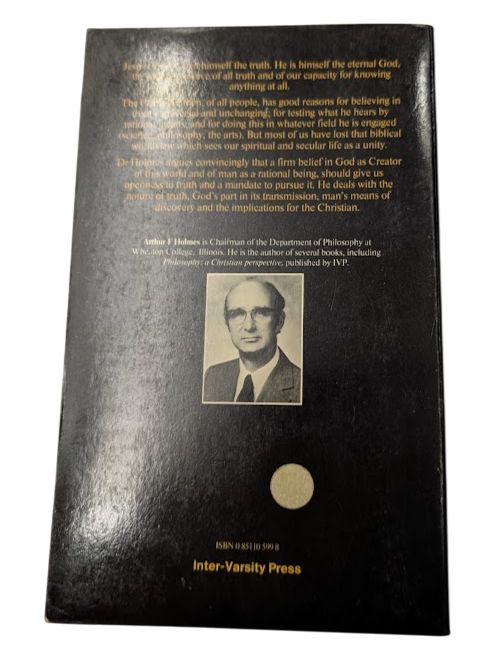 himself the truth. He is himself the eternal God,
of all truth and of our capacity for knowing
anything at all.
The of all people, has good reasons for believing in
and unchanging; for testing what he hears by
and for doing this in whatever field he is engaged
philosophy, the arts). But most of us have lost that biblical
which sees our spiritual and secular life as a unity.
Dr Holmes argues convincingly that a firm belief in God as Creator
of this world and of man as a rational being, should give us
openness to truth and a mandate to pursue it. He deals with the
nature of truth, God's part in its transmission, man's means of
discovery and the implications for the Christian.
Arthur F Holmes is Chairman of the Department of Philosophy at
Wheaton College, Illinois. He is the author of several books, including
Philosophy: a Christian perspective, published by IVP.
ISBN 0 85110 599 8
Inter-Varsity Press